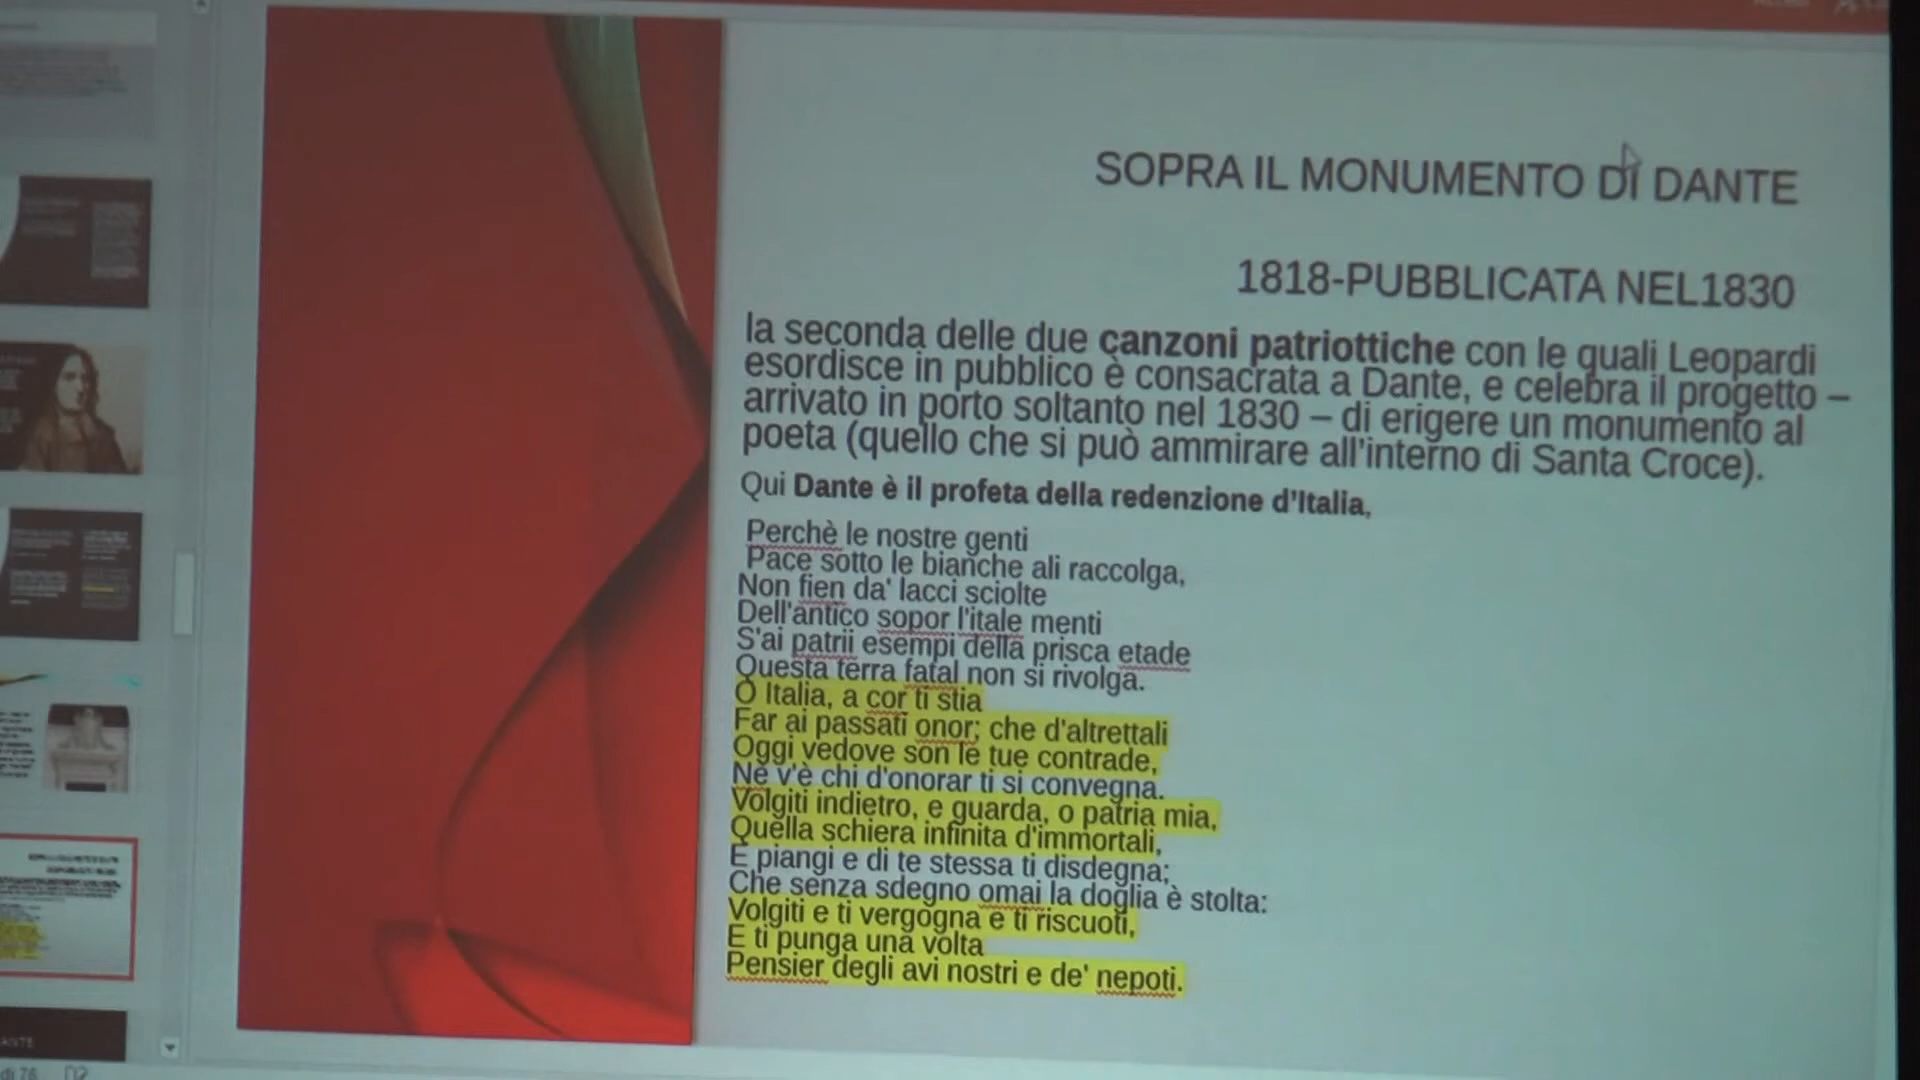 SOPRA IL MONUMENTO DI DANTE
1818-PUBBLICATA NEL1830
la seconda delle due canzoni patriottiche con le quali Leopardi
esordisce in pubblico è consacrata a Dante, e celebra il progetto –
arrivato in porto soltanto nel 1830 – di erigere un monumento al
poeta (quello che si può ammirare all'interno di Santa Croce).
Qui Dante è il profeta della redenzione d'Italia,
Perchè le nostre genti
Pace sotto le bianche ali raccolga,
Non fien da' lacci sciolte
Dell'antico sopor l'itale menti
S'ai patrii esempi della prisca etade
Questa terra fatal non si rivolga.
O Italia, a cor ti stia
Far ai passati onor; che d'altrettali
Oggi vedove son le tue contrade,
Né v'è chi d'onorar ti si convegna.
Volgiti indietro, e guarda, o patria mia,
Quella schiera infinita d'immortali,
E piangi e di te stessa ti disdegna;
Che senza sdegno omai la doglia è stolta:
Volgiti e ti vergogna e ti riscuoti,
E ti punga una volta
Pensier degli avi nostri e de' nepoti.
di 76